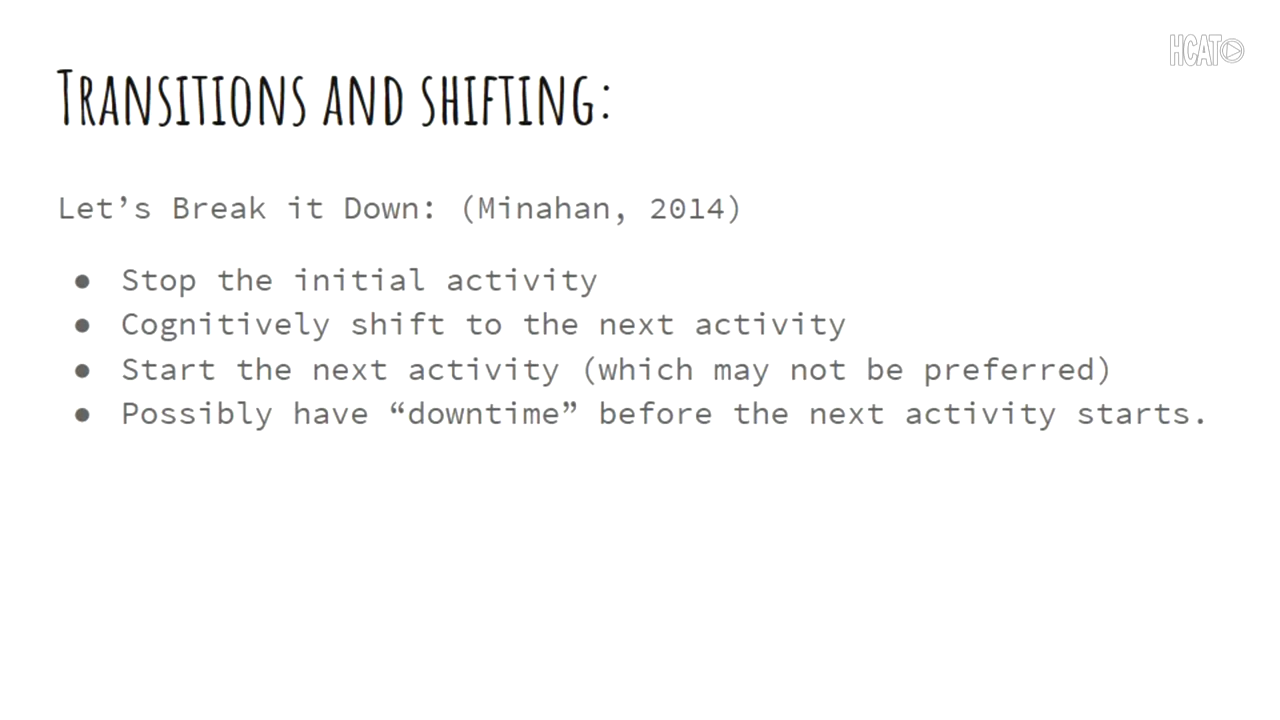 HCAT
Transitions and shifting:
Let’s Break it Down: (Minahan, 2014)
● Stop the initial activity
● Cognitively shift to the next activity
● Start the next activity (which may not be preferred)
● Possibly have “downtime” before the next activity starts.